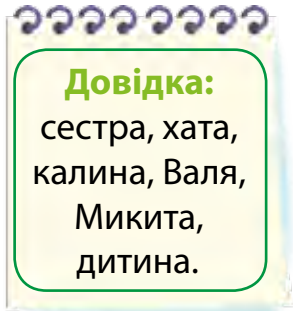 Довідка:
сестра, хата,
калина, Валя,
Микита,
дитина.